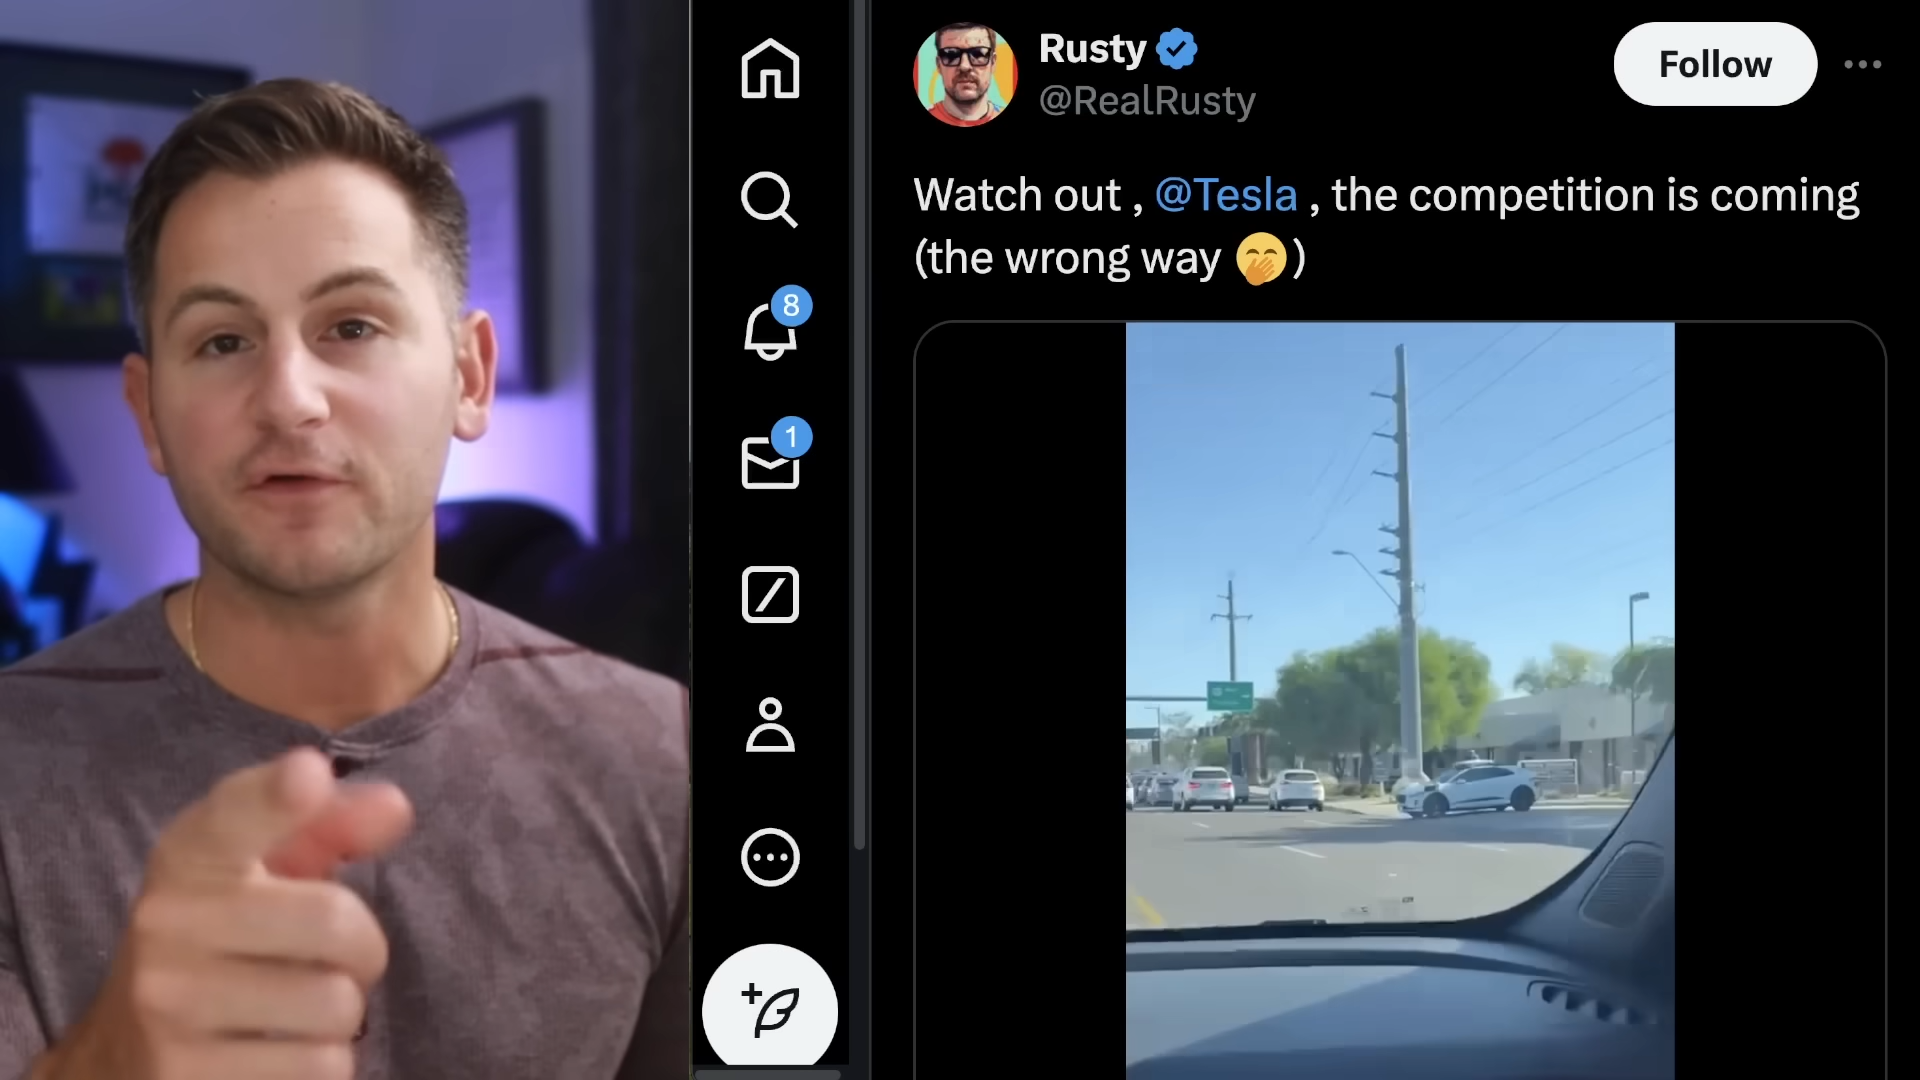 Rusty
@RealRusty
Follow
Watch out , @Tesla , the competition is coming
(the wrong way 🤭)
8
1